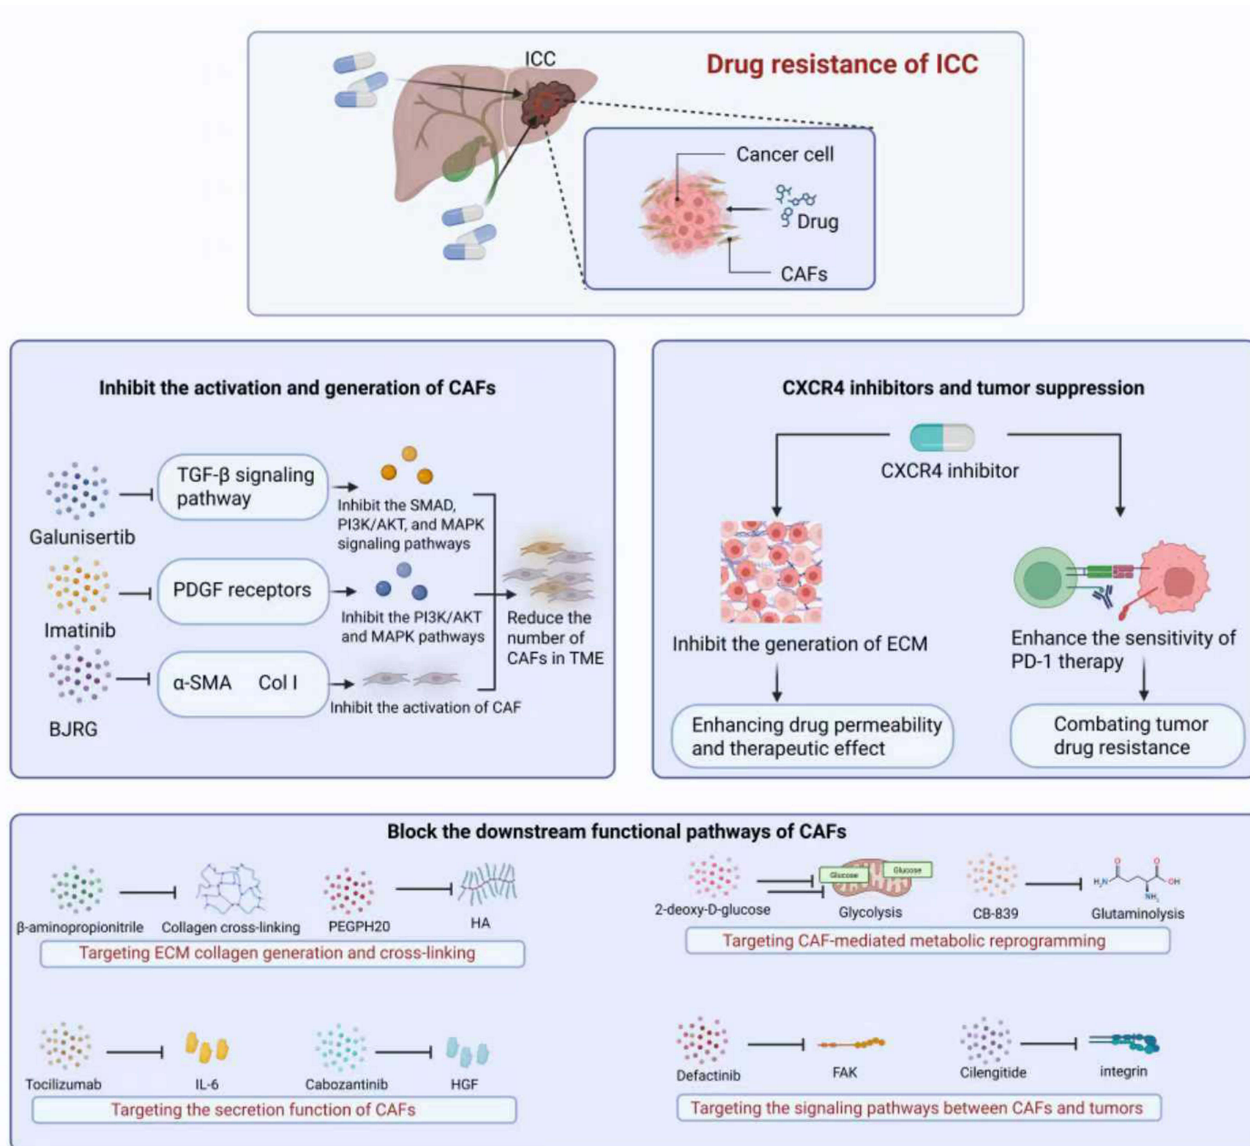 ICC
Drug resistance of ICC
Cancer cell
Drug
CAFs
Inhibit the activation and generation of CAFs
Galunisertib
TGF-β signaling
pathway
Inhibit the SMAD,
PI3K/AKT, and MAPK
signaling pathways
Imatinib
PDGF receptors
Inhibit the PI3K/AKT
and MAPK pathways
BJRG
α-SMA Col I
Inhibit the activation of CAF
Reduce the
number of
CAFs in TME
CXCR4 inhibitors and tumor suppression
CXCR4 inhibitor
Inhibit the generation of ECM
Enhancing drug permeability
and therapeutic effect
Enhance the sensitivity of
PD-1 therapy
Combating tumor
drug resistance
Block the downstream functional pathways of CAFs
β-aminopropionitrile
Collagen cross-linking
PEGPH20
HA
Targeting ECM collagen generation and cross-linking
2-deoxy-D-glucose
Glucose
Glucose
Glycolysis
CB-839
O
O
H₂N
OH
NH₂
Glutaminolysis
Targeting CAF-mediated metabolic reprogramming
Tocilizumab
IL-6
Cabozantinib
HGF
Targeting the secretion function of CAFs
Defactinib
FAK
Cilengitide
integrin
Targeting the signaling pathways between CAFs and tumors